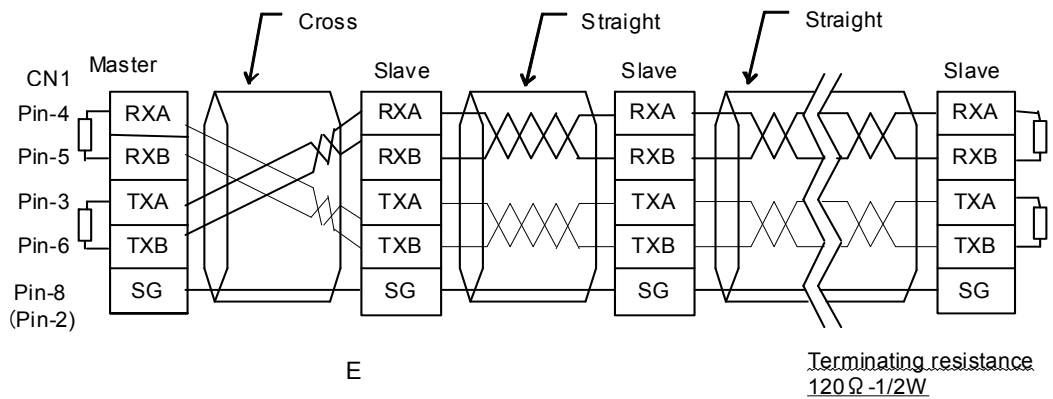 Cross
Straight
Straight
CN1
Master
Slave
Slave
Slave
Pin-4
RXA
RXA
RXA
RXA
Pin-5
RXB
RXB
RXB
RXB
Pin-3
TXA
TXA
TXA
TXA
Pin-6
TXB
TXB
TXB
TXB
Pin-8
(Pin-2)
SG
SG
SG
SG
E
Terminating resistance
120Ω-1/2W